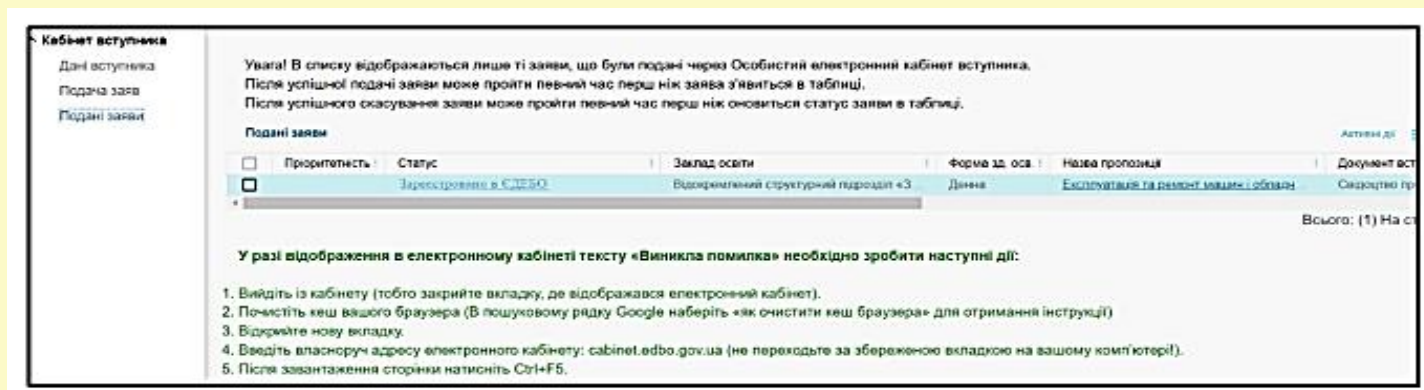 Кабінет вступника
Дані вступника
Подача заяв
Подані заяви
Увага! В списку відображаються лише ті заяви, що були подані через Особистий електронний кабінет вступника.
Після успішної подачі заяви може пройти певний час перш ніж заява з'явиться в таблиці.
Після успішного скасування заяви може пройти певний час перш ніж оновиться статус заяви в таблиці.
Подані заяви
Активні дії
Пріоритетність Статус Заклад освіти Форма зд. осв. Назва пропозиції Документ вст
Зареєстровано в ЄДЕБО Відокремлений структурний підрозділ «З... Денна Експлуатація та ремонт машин і обладн... Свідоцтво пр
Всього: (1) На ст
У разі відображення в електронному кабінеті тексту «Виникла помилка» необхідно зробити наступні дії:
1. Вийдіть із кабінету (тобто закрийте вкладку, де відображався електронний кабінет).
2. Почистіть кеш вашого браузера (В пошуковому рядку Google наберіть «як очистити кеш браузера» для отримання інструкції)
3. Відкрийте нову вкладку.
4. Введіть власноруч адресу електронного кабінету: cabinet.edbo.gov.ua (не переходьте за збереженою вкладкою на вашому комп'ютері!).
5. Після завантаження сторінки натисніть Ctrl+F5.